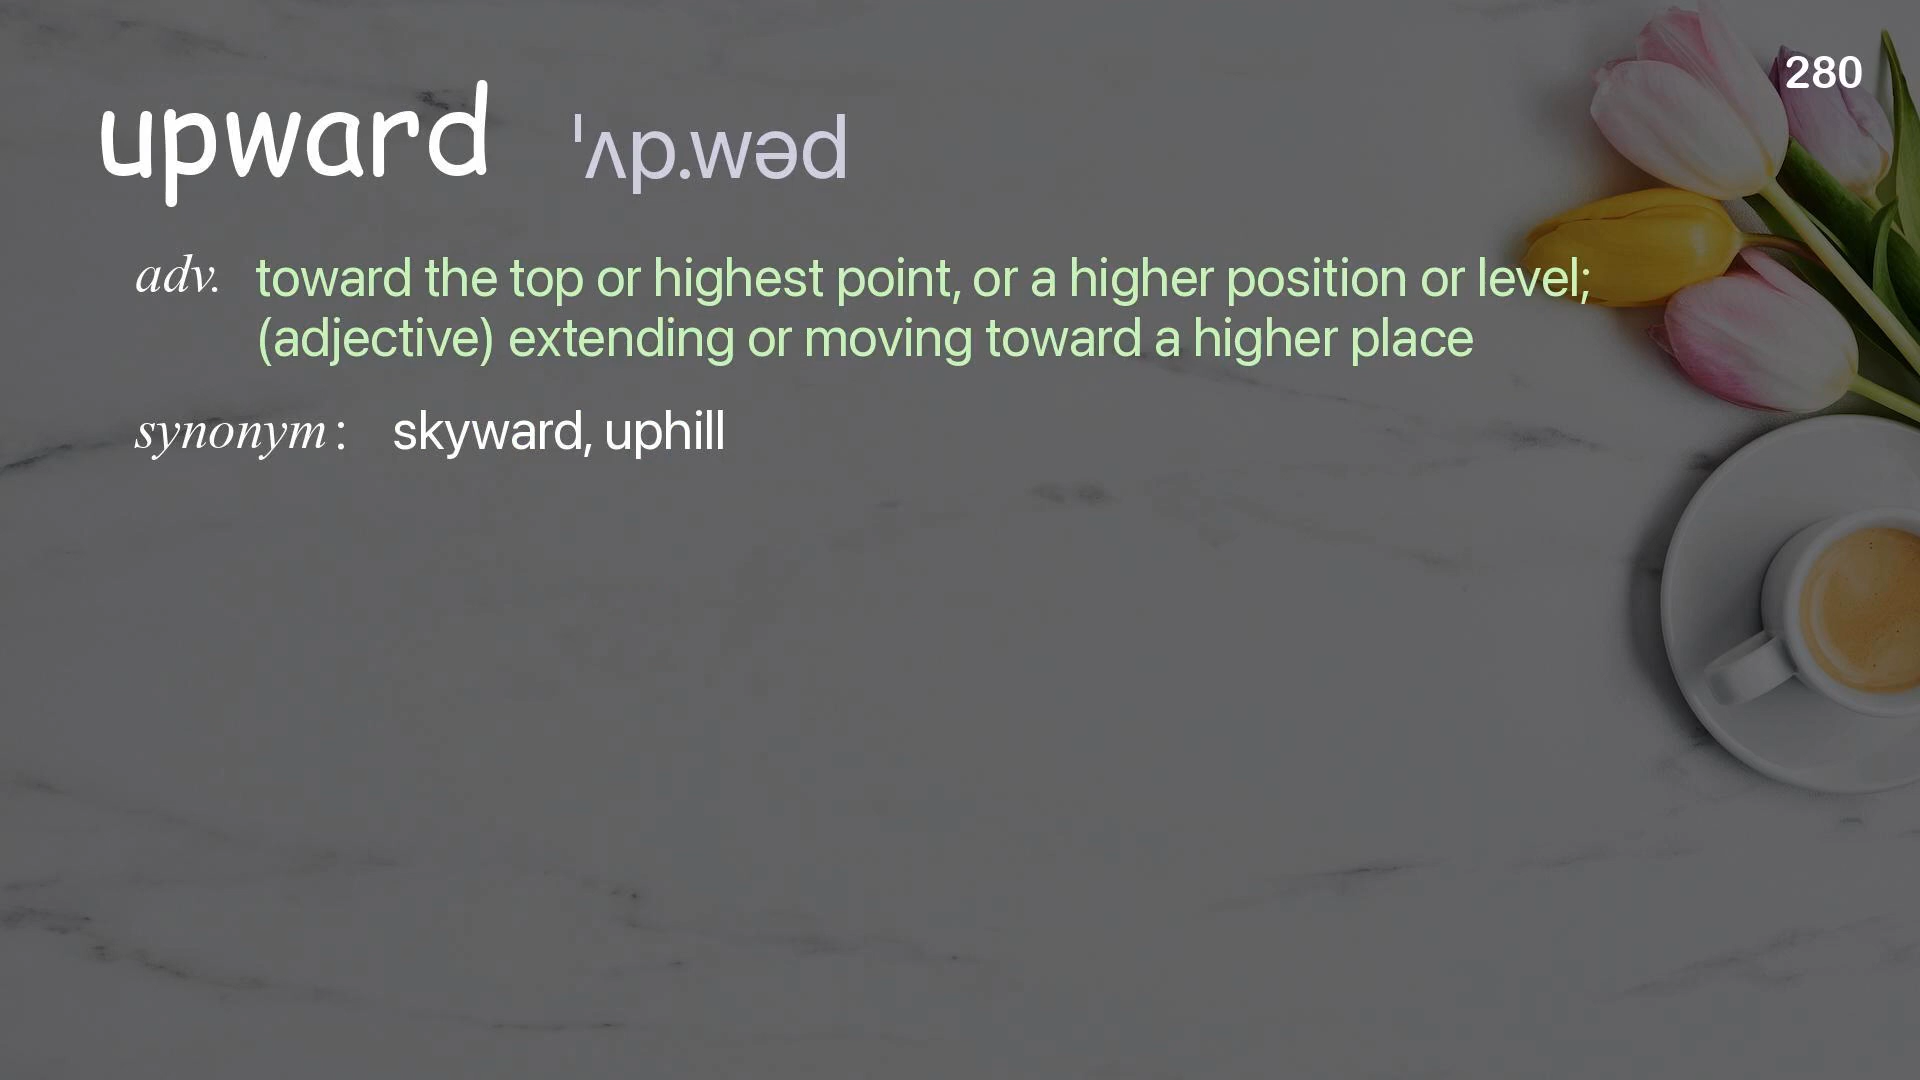 280
upward ˈʌp.wəd
adv. toward the top or highest point, or a higher position or level;
(adjective) extending or moving toward a higher place
synonym : skyward, uphill